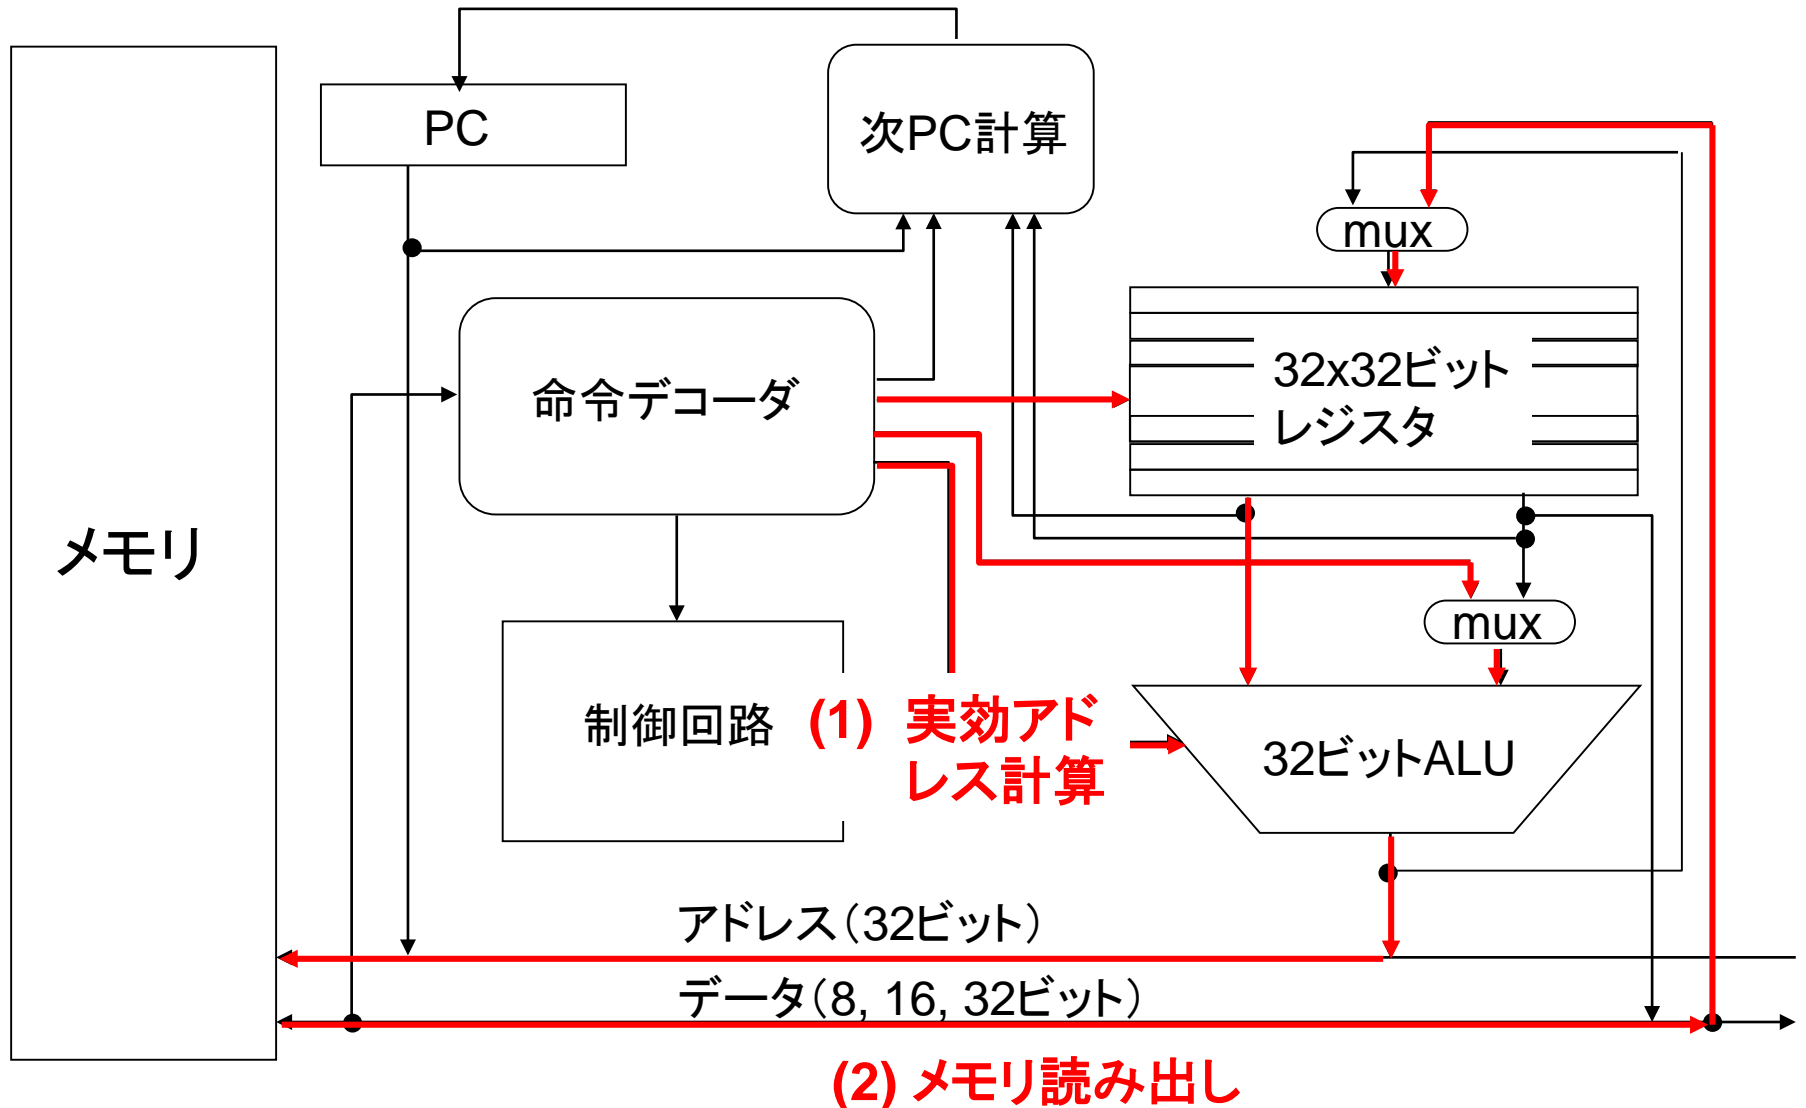 PC
次PC計算
mux
命令デコーダ
32x32ビット
レジスタ
メモリ
mux
制御回路
(1) 実効アド
レス計算
32ビットALU
アドレス(32ビット)
データ(8, 16, 32ビット)
(2) メモリ読み出し